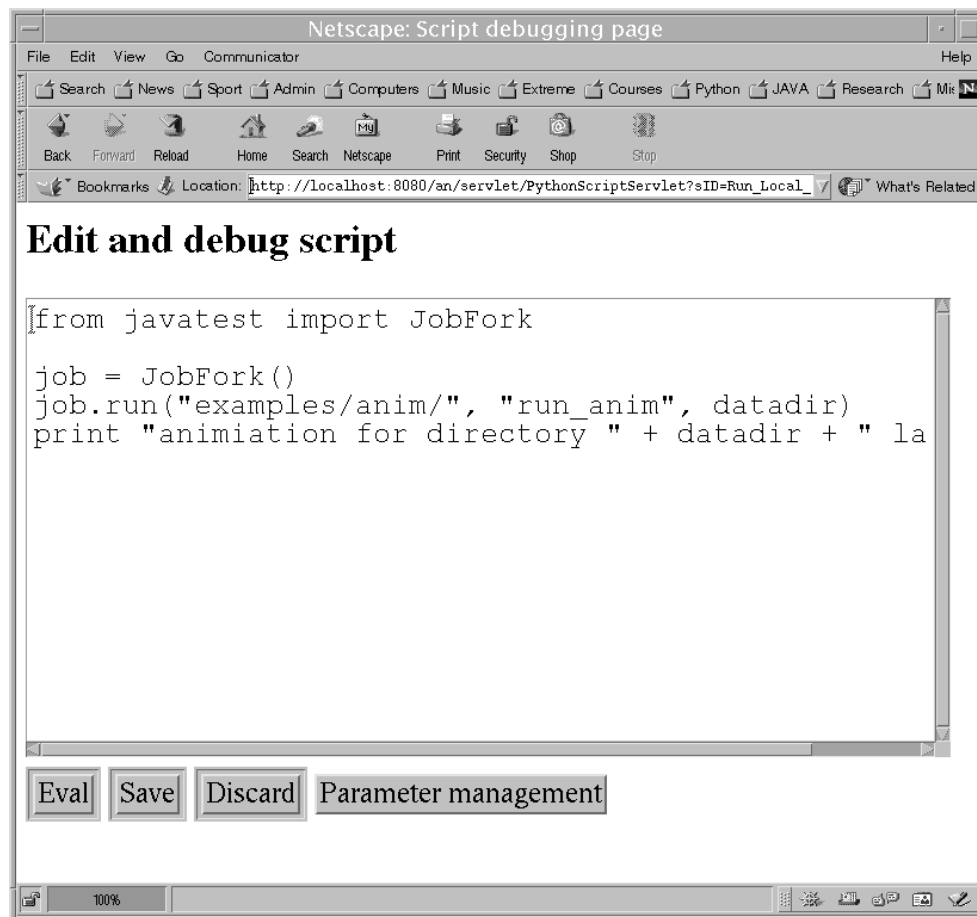 Netscape: Script debugging page
File Edit View Go Communicator Help
Search News Sport Admin Computers Music Extreme Courses Python JAVA Research Mis N
Back Forward Reload Home Search Netscape Print Security Shop Stop
My
Bookmarks Location: http://localhost:8080/an/servlet/PythonScriptServlet?sID=Run_Local_ What's Related
Edit and debug script
from javatest import JobFork
job = JobFork()
job.run("examples/anim/", "run_anim", datadir)
print "animiation for directory " + datadir + " la
Eval Save Discard Parameter management
100%